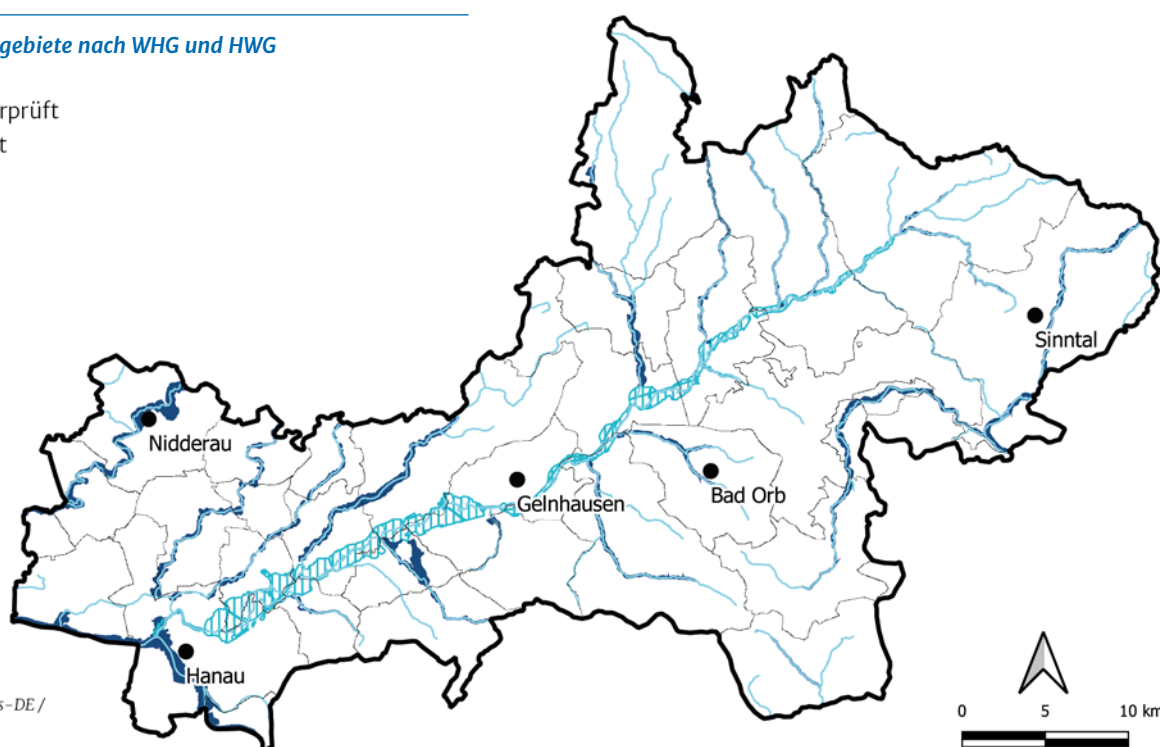 gebiete nach WHG und HWG
rprüft
t
Sinntal
Nidderau
Bad Orb
Gelnhausen
Hanau
s-DE /
0 5 10 km